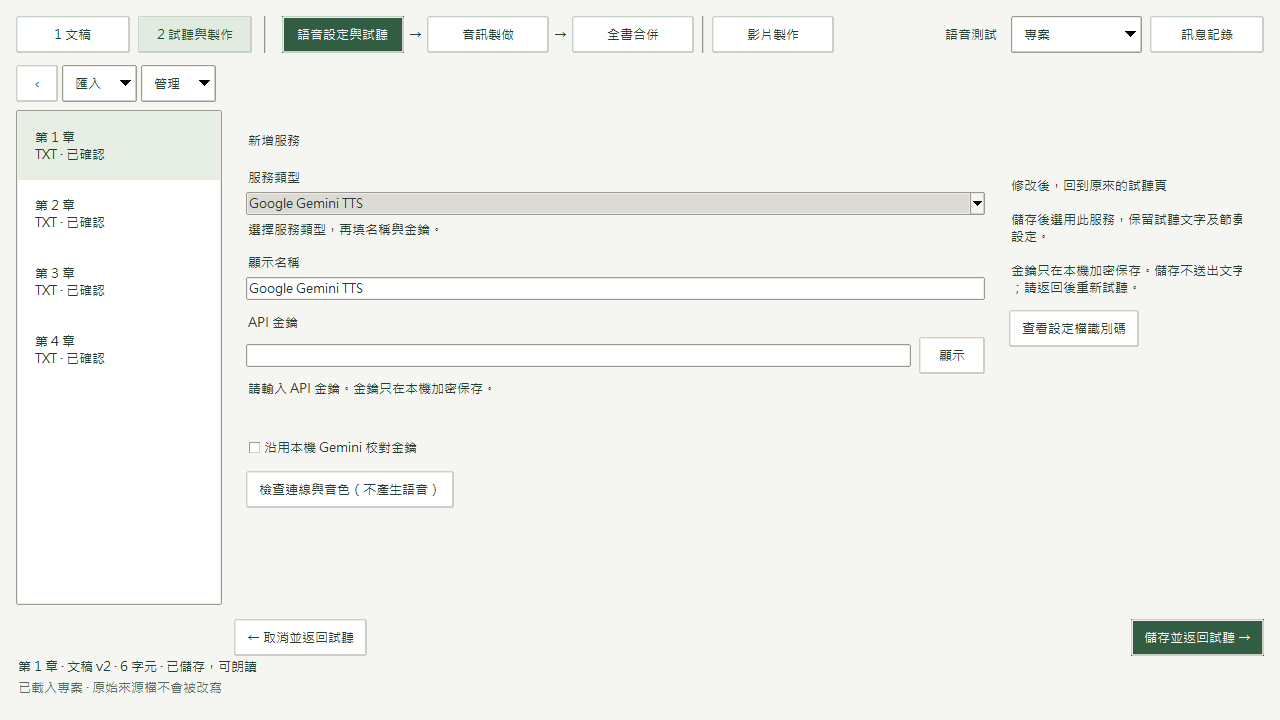 1 文稿
2 試聽與製作
語音設定與試聽
→
音訊製做
→
全書合併
影片製作
語音測試
專案
訊息記錄
‹
匯入
管理
第 1 章
TXT · 已確認
第 2 章
TXT · 已確認
第 3 章
TXT · 已確認
第 4 章
TXT · 已確認
新增服務
服務類型
Google Gemini TTS
選擇服務類型，再填名稱與金鑰。
顯示名稱
Google Gemini TTS
API 金鑰
顯示
請輸入 API 金鑰。金鑰只在本機加密保存。
沿用本機 Gemini 校對金鑰
檢查連線與音色（不產生語音）
修改後，回到原來的試聽頁
儲存後選用此服務，保留試聽文字及節奏
設定。
金鑰只在本機加密保存。儲存不送出文字
；請返回後重新試聽。
查看設定檔識別碼
← 取消並返回試聽
儲存並返回試聽 →
第 1 章 · 文稿 v2 · 6 字元 · 已儲存，可朗讀
已載入專案 · 原始來源檔不會被改寫